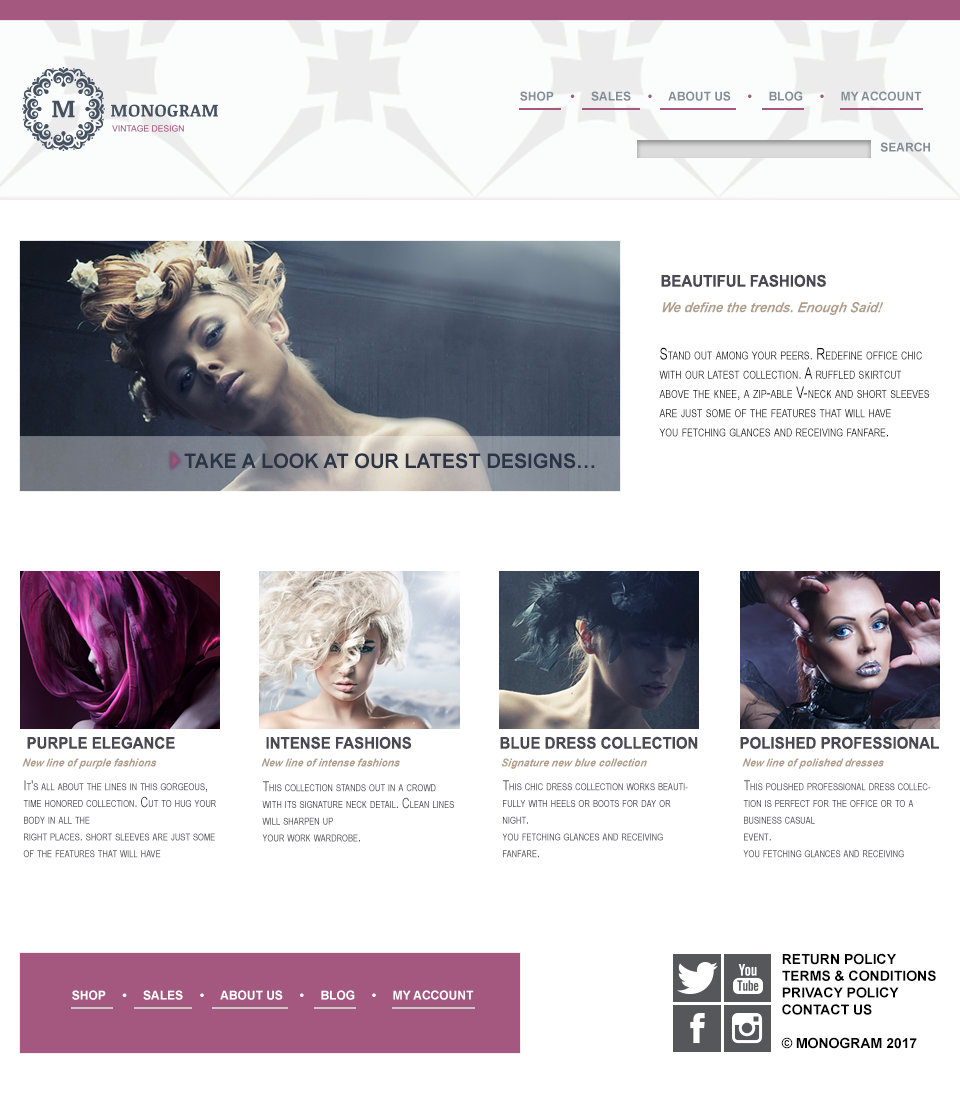 M
MONOGRAM
VINTAGE DESIGN
SHOP • SALES • ABOUT US • BLOG • MY ACCOUNT
SEARCH
TAKE A LOOK AT OUR LATEST DESIGNS...
BEAUTIFUL FASHIONS
We define the trends. Enough Said!
Stand out among your peers. Redefine office chic
with our latest collection. A ruffled skirtcut
above the knee, a zip-able V-neck and short sleeves
are just some of the features that will have
you fetching glances and receiving fanfare.
PURPLE ELEGANCE
New line of purple fashions
It's all about the lines in this gorgeous,
time honored collection. Cut to hug your
body in all the
right places. short sleeves are just some
of the features that will have
INTENSE FASHIONS
New line of intense fashions
This collection stands out in a crowd
with its signature neck detail. Clean lines
will sharpen up
your work wardrobe.
BLUE DRESS COLLECTION
Signature new blue collection
This chic dress collection works beauti-
fully with heels or boots for day or
night.
you fetching glances and receiving
fanfare.
POLISHED PROFESSIONAL
New line of polished dresses
This polished professional dress collec-
tion is perfect for the office or to a
business casual
event.
you fetching glances and receiving
SHOP • SALES • ABOUT US • BLOG • MY ACCOUNT
You
Tube
RETURN POLICY
TERMS & CONDITIONS
PRIVACY POLICY
CONTACT US
© MONOGRAM 2017